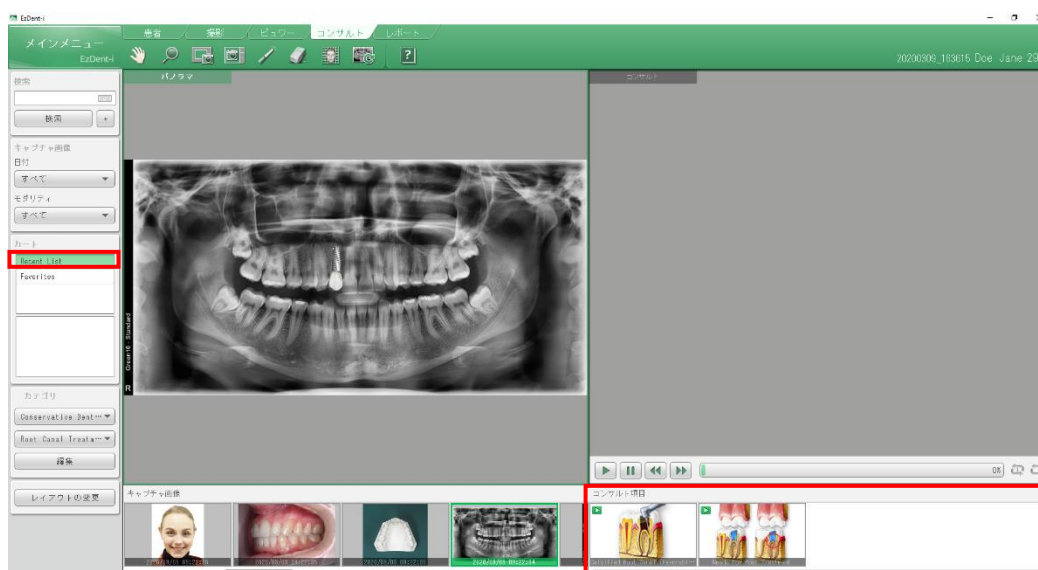 EzDent-i
メインメニュー
EzDent-i
患者
撮影
ビューワー
コンサルト
レポート
20200309_163615 Doe Jane 29
検索
検索
+
キャプチャ画像
日付
すべて
モダリティ
すべて
カート
Recent List
Favorites
カテゴリ
Conservative Dent…
Root Canal Treatm…
編集
レイアウトの変更
パノラマ
Green16 - Standard
R
コンサルト
0%
キャプチャ画像
コンサルト項目